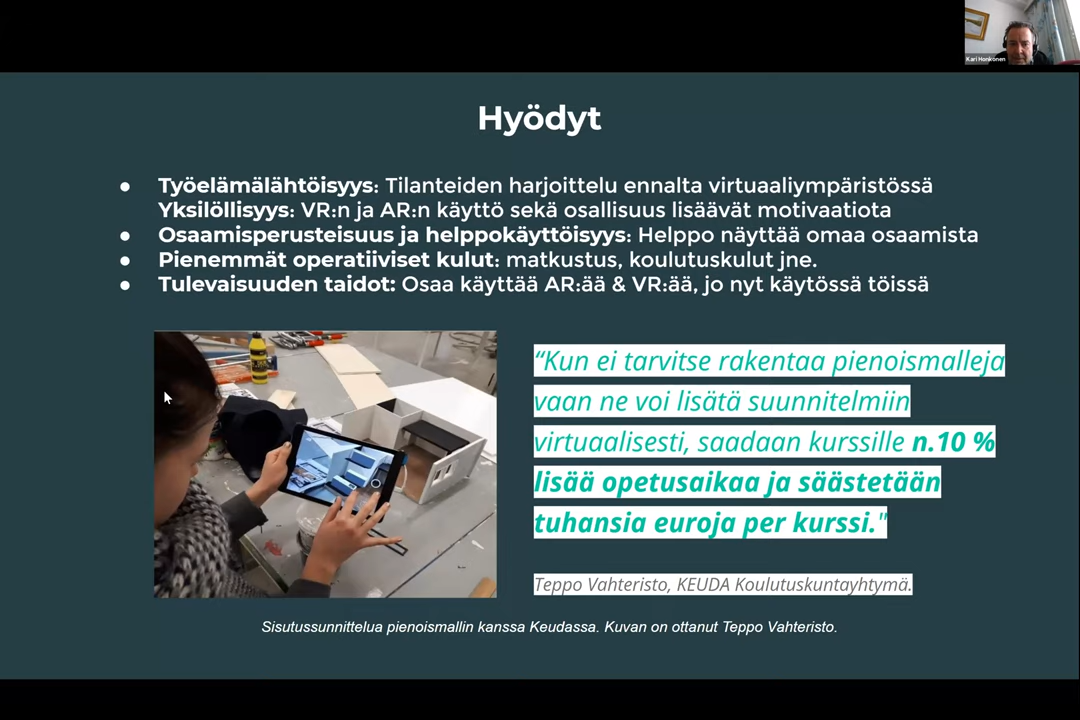 Kari Honkonen
Hyödyt
● Työelämälähtöisyys: Tilanteiden harjoittelu ennalta virtuaaliympäristössä
Yksilöllisyys: VR:n ja AR:n käyttö sekä osallisuus lisäävät motivaatiota
● Osaamisperusteisuus ja helppokäyttöisyys: Helppo näyttää omaa osaamista
● Pienemmät operatiiviset kulut: matkustus, koulutuskulut jne.
● Tulevaisuuden taidot: Osaa käyttää AR:ää & VR:ää, jo nyt käytössä töissä
“Kun ei tarvitse rakentaa pienoismalleja
vaan ne voi lisätä suunnitelmiin
virtuaalisesti, saadaan kurssille n.10 %
lisää opetusaikaa ja säästetään
tuhansia euroja per kurssi."
Teppo Vahteristo, KEUDA Koulutuskuntayhtymä.
Sisutussunnittelua pienoismallin kanssa Keudassa. Kuvan on ottanut Teppo Vahteristo.